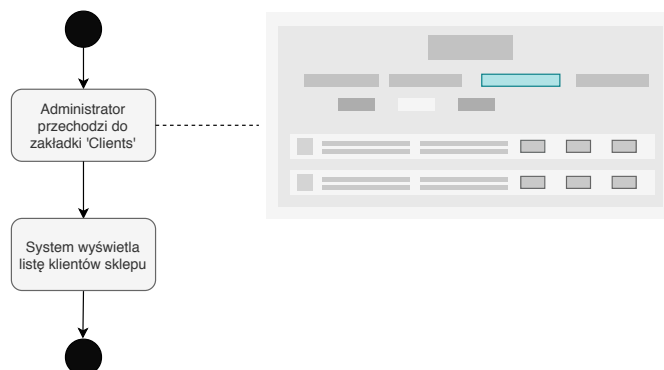 Administrator
przechodzi do
zakładki 'Clients'
System wyświetla
listę klientów sklepu